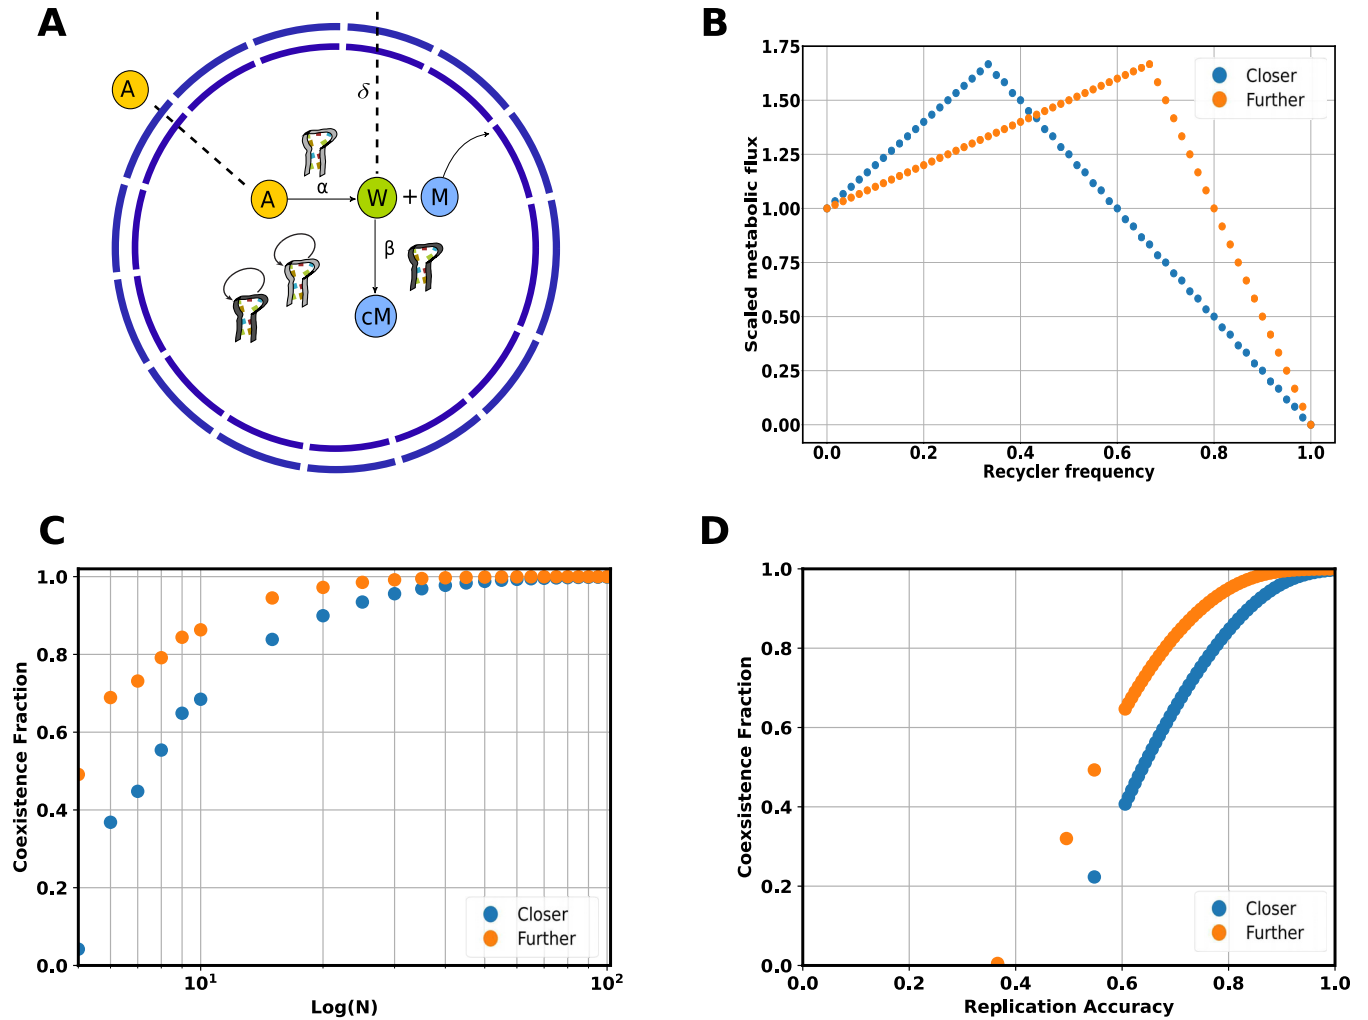 A
A
δ
A
α
W
+
M
β
cM
B
1.75
1.50
1.25
1.00
0.75
0.50
0.25
0.00
Scaled metabolic flux
Closer
Further
0.0 0.2 0.4 0.6 0.8 1.0
Recycler frequency
C
1.0
0.8
0.6
0.4
0.2
0.0
Coexistence Fraction
Closer
Further
10¹ 10²
Log(N)
D
1.0
0.8
0.6
0.4
0.2
0.0
Coexsistence Fraction
Closer
Further
0.0 0.2 0.4 0.6 0.8 1.0
Replication Accuracy